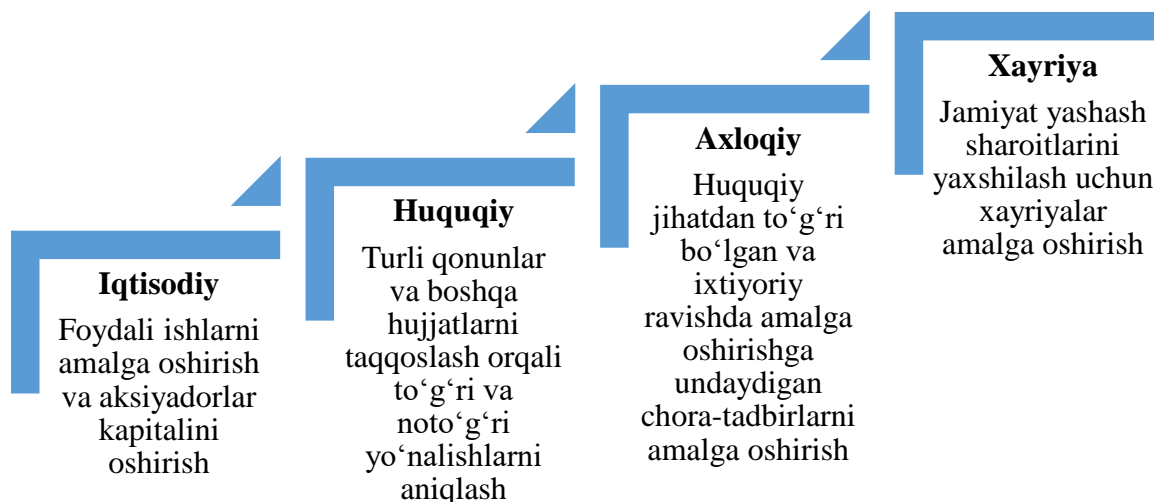 Iqtisodiy
Foydali ishlarni
amalga oshirish
va aksiyadorlar
kapitalini
oshirish
Huquqiy
Turli qonunlar
va boshqa
hujjatlarni
taqqoslash orqali
to‘g‘ri va
noto‘g‘ri
yo‘nalishlarni
aniqlash
Axloqiy
Huquqiy
jihatdan to‘g‘ri
bo‘lgan va
ixtiyoriy
ravishda amalga
oshirishga
undaydigan
chora-tadbirlarni
amalga oshirish
Xayriya
Jamiyat yashash
sharoitlarini
yaxshilash uchun
xayriyalar
amalga oshirish